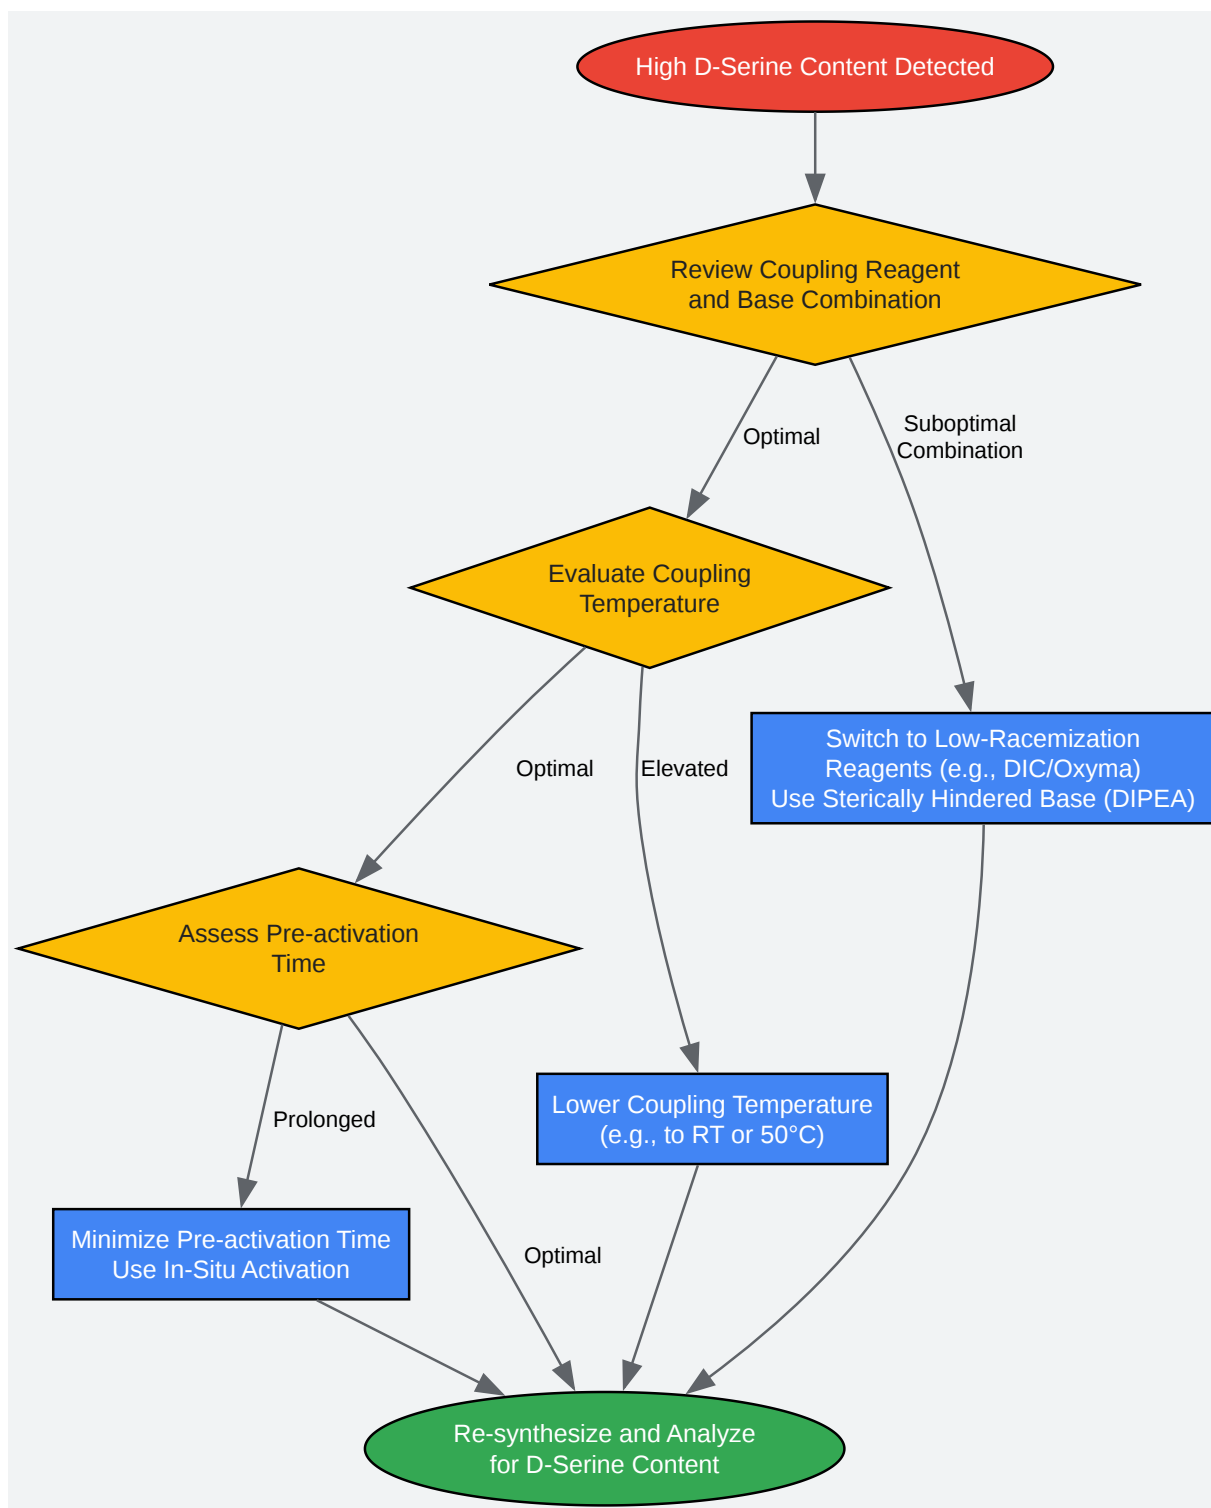 High D-Serine Content Detected
Review Coupling Reagent
and Base Combination
Optimal
Suboptimal
Combination
Evaluate Coupling
Temperature
Optimal
Elevated
Switch to Low-Racemization
Reagents (e.g., DIC/Oxyma)
Use Sterically Hindered Base (DIPEA)
Assess Pre-activation
Time
Prolonged
Lower Coupling Temperature
(e.g., to RT or 50°C)
Minimize Pre-activation Time
Use In-Situ Activation
Optimal
Re-synthesize and Analyze
for D-Serine Content